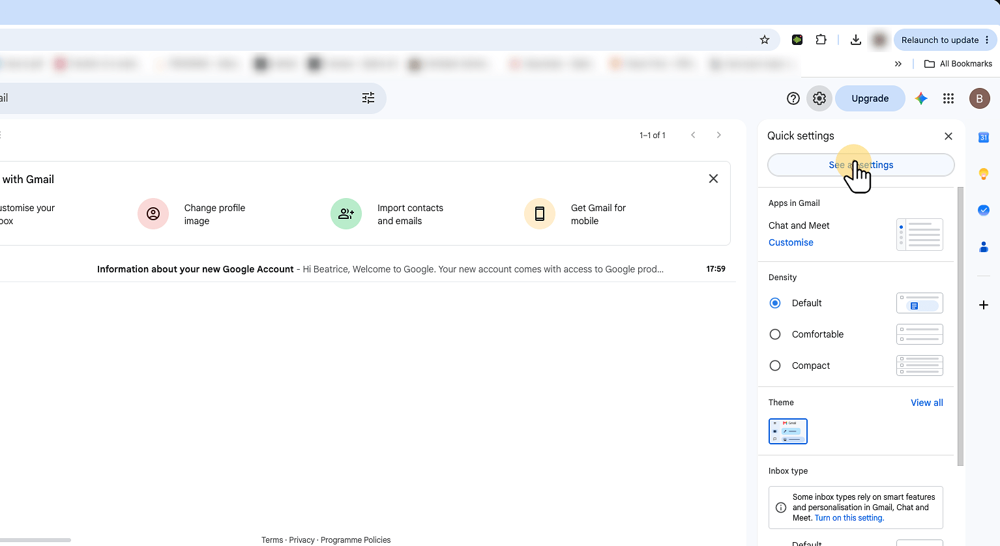 Relaunch to update
All Bookmarks
ail
Upgrade
B
1–1 of 1
Quick settings
31
See all settings
with Gmail
ustomise your
box
Change profile
image
Import contacts
and emails
Get Gmail for
mobile
Apps in Gmail
Chat and Meet
Customise
Information about your new Google Account - Hi Beatrice, Welcome to Google. Your new account comes with access to Google prod... 17:59
Density
Default
Comfortable
Compact
Theme
View all
Gmail
Inbox type
Some inbox types rely on smart features
and personalisation in Gmail, Chat and
Meet. Turn on this setting.
Default
Terms · Privacy · Programme Policies